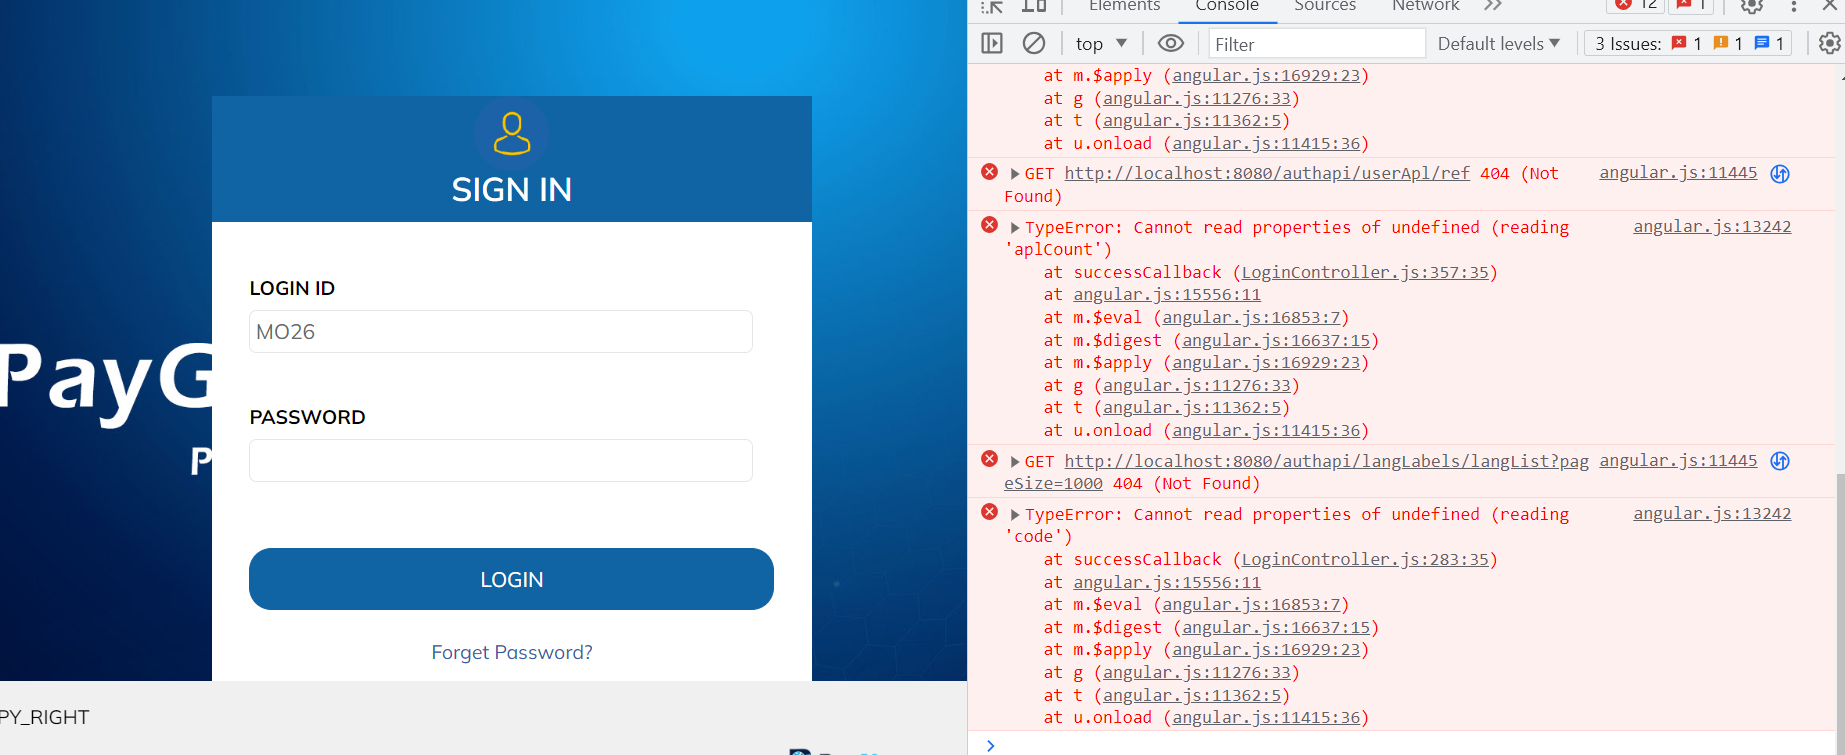 SIGN IN
LOGIN ID
MO26
PayG
P
PASSWORD
LOGIN
Forget Password?
PY_RIGHT
Elements Console Sources Network 12 1
top Filter Default levels 3 Issues: 1 1 1
at m.$apply (angular.js:16929:23)
at g (angular.js:11276:33)
at t (angular.js:11362:5)
at u.onload (angular.js:11415:36)
GET http://localhost:8080/authapi/userApl/ref 404 (Not angular.js:11445
Found)
TypeError: Cannot read properties of undefined (reading angular.js:13242
'aplCount')
at successCallback (LoginController.js:357:35)
at angular.js:15556:11
at m.$eval (angular.js:16853:7)
at m.$digest (angular.js:16637:15)
at m.$apply (angular.js:16929:23)
at g (angular.js:11276:33)
at t (angular.js:11362:5)
at u.onload (angular.js:11415:36)
GET http://localhost:8080/authapi/langLabels/langList?pag angular.js:11445
eSize=1000 404 (Not Found)
TypeError: Cannot read properties of undefined (reading angular.js:13242
'code')
at successCallback (LoginController.js:283:35)
at angular.js:15556:11
at m.$eval (angular.js:16853:7)
at m.$digest (angular.js:16637:15)
at m.$apply (angular.js:16929:23)
at g (angular.js:11276:33)
at t (angular.js:11362:5)
at u.onload (angular.js:11415:36)